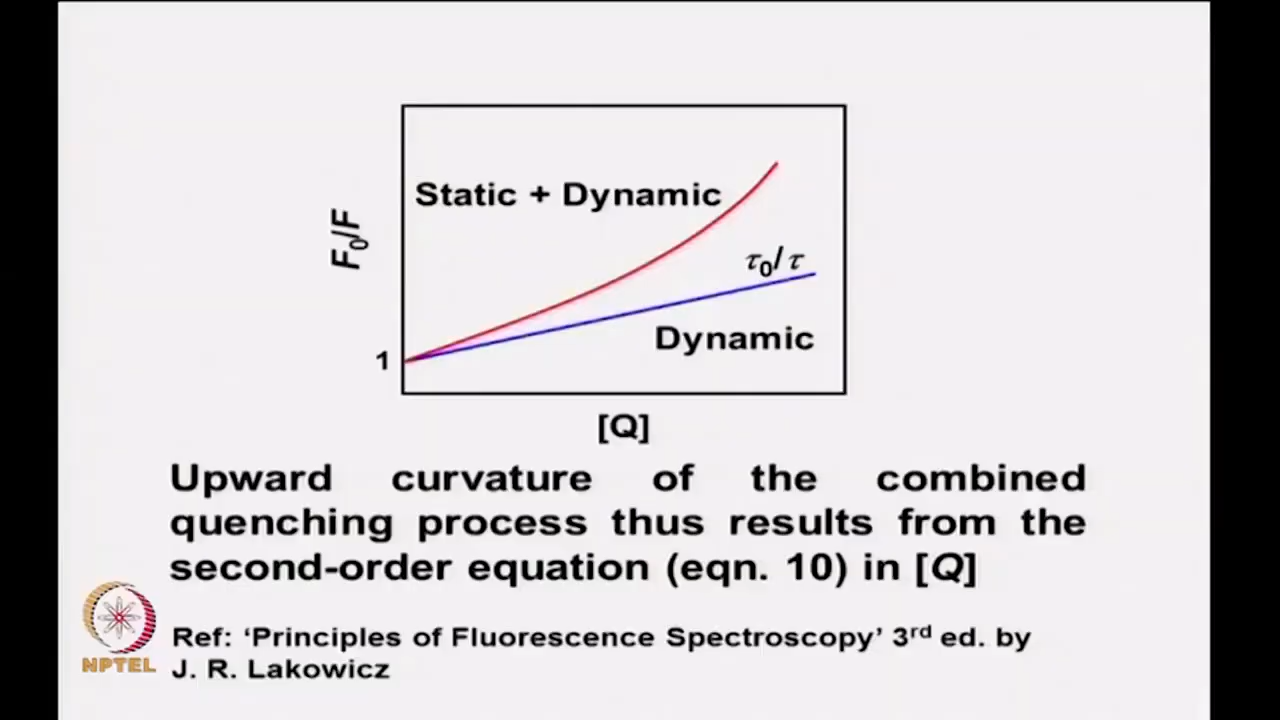 Static + Dynamic
F0/F
τ0/τ
Dynamic
1
[Q]
Upward curvature of the combined
quenching process thus results from the
second-order equation (eqn. 10) in [Q]
Ref: ‘Principles of Fluorescence Spectroscopy’ 3rd ed. by
J. R. Lakowicz
NPTEL